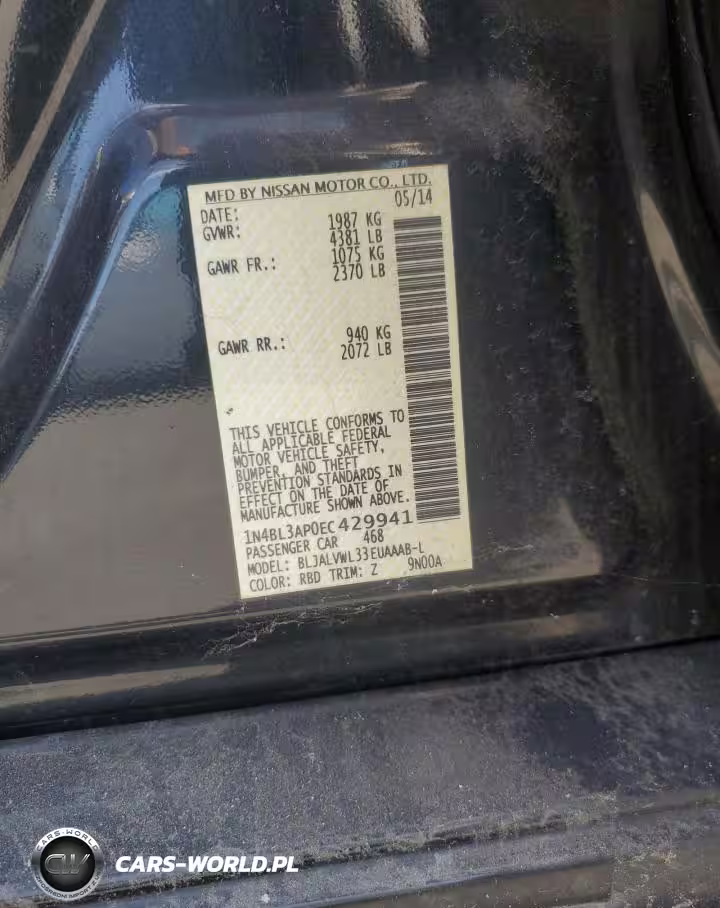 MFD BY NISSAN MOTOR CO., LTD.
DATE: 05/14
GVWR: 1987 KG
4381 LB
GAWR FR.: 1075 KG
2370 LB
GAWR RR.: 940 KG
2072 LB
THIS VEHICLE CONFORMS TO
ALL APPLICABLE FEDERAL
MOTOR VEHICLE SAFETY,
BUMPER, AND THEFT
PREVENTION STANDARDS IN
EFFECT ON THE DATE OF
MANUFACTURE SHOWN ABOVE.
1N4BL3AP0EC429941
PASSENGER CAR 468
MODEL: BLJALVWL33EUAAAB-L
COLOR: RBD TRIM: Z 9N00A
CARS-WORLD
CARS-WORLD.PL